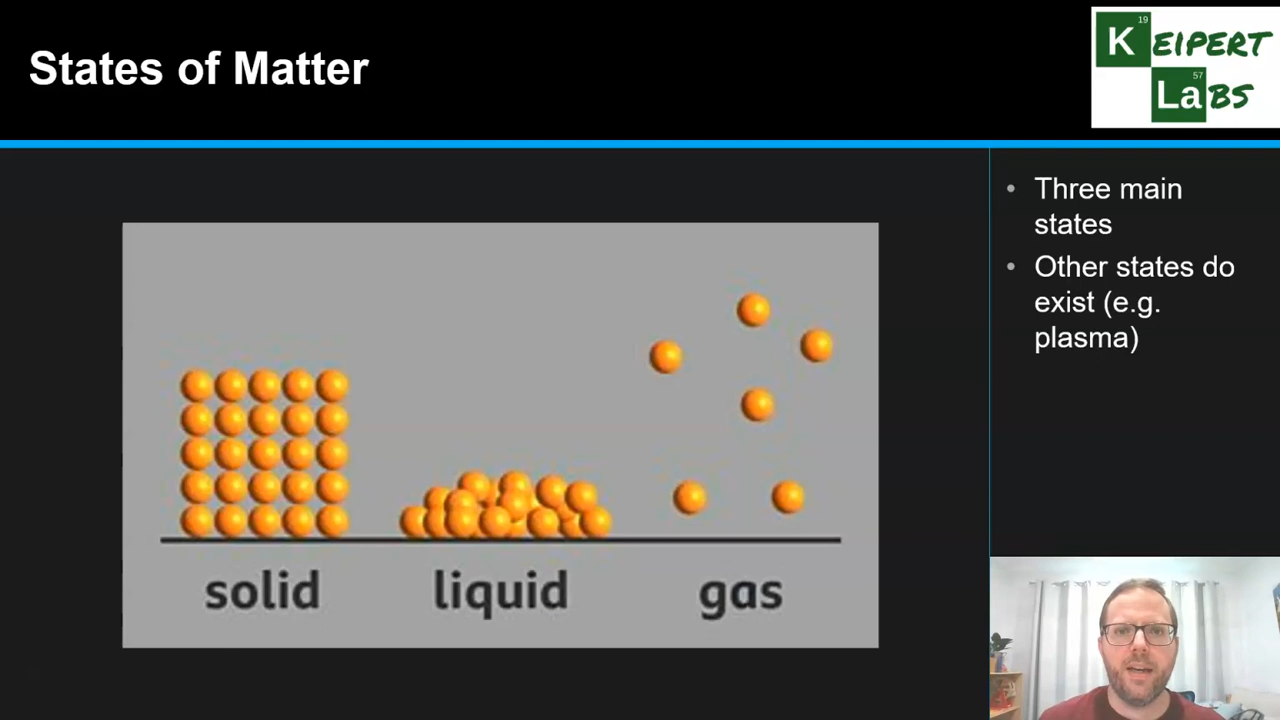 States of Matter
19
KEIPERT
57
LaBS
• Three main
states
• Other states do
exist (e.g.
plasma)
solid liquid gas